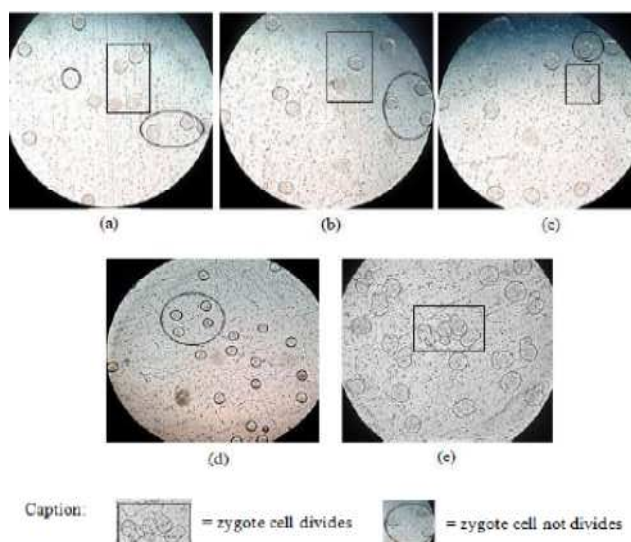 (a) (b) (c)
(d) (e)
Caption: = zygote cell divides = zygote cell not divides